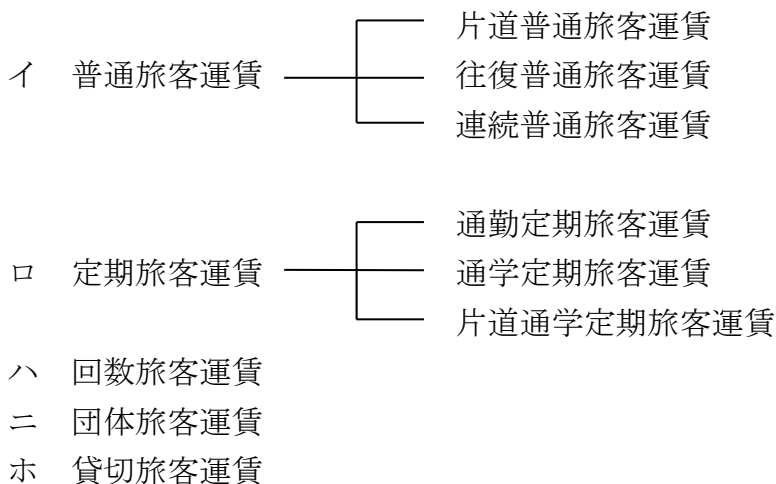 片道普通旅客運賃
イ 普通旅客運賃 往復普通旅客運賃
連続普通旅客運賃
通勤定期旅客運賃
ロ 定期旅客運賃 通学定期旅客運賃
片道通学定期旅客運賃
ハ 回数旅客運賃
ニ 団体旅客運賃
ホ 貸切旅客運賃